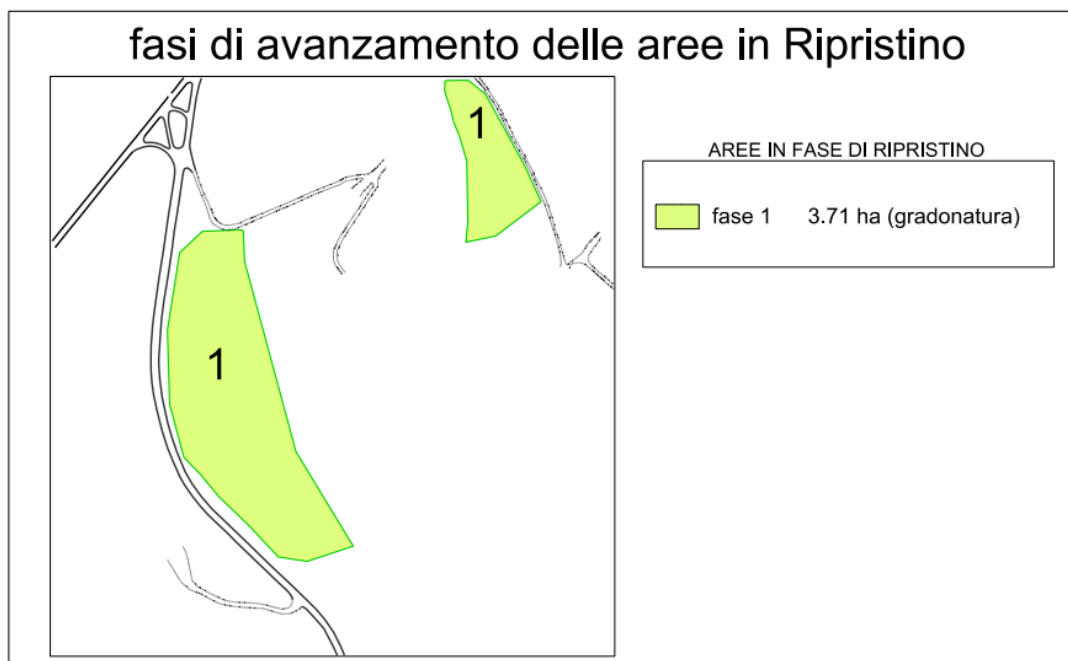 fasi di avanzamento delle aree in Ripristino
1
AREE IN FASE DI RIPRISTINO
fase 1 3.71 ha (gradonatura)
1